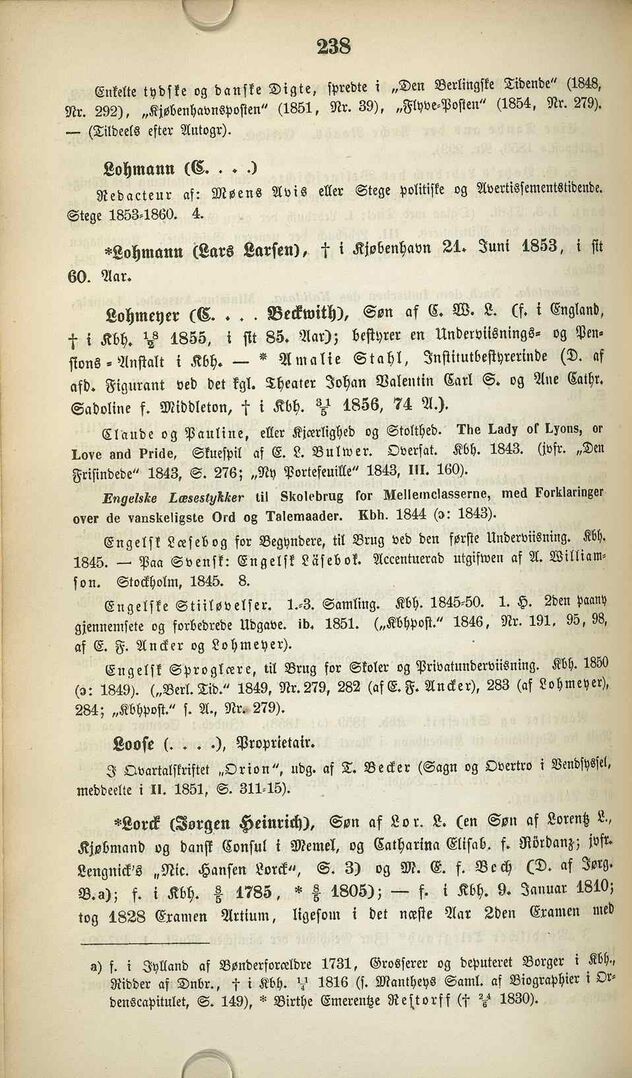 238
Enkelte tydske og danske Digte, spredte i „Den Berlingske Tidende" (1848,
Nr. 292), „Kjøbenhavnsposten" (1851, Nr. 39), „Flyve-Posten" (1854, Nr. 279).
— (Tildeels efter Autogr).
Lohmann (C. . . .)
Redacteur af: Møens Avis eller Stege politiske og Avertissementstidende.
Stege 1853-1860. 4.
*Lohmann (Lars Larsen), † i Kjøbenhavn 21. Juni 1853, i sit
60. Aar.
Lohmeyer (C. . . . Beckwith), Søn af C. W. L. (f. i England,
† i Kbh. 1855, i sit 85. Aar); bestyrer en Underviisnings- og Pen-
sions-Anstalt i Kbh. — * Amalie Stahl, Institutbestyrerinde (D. af
afd. Figurant ved det kgl. Theater Johan Valentin Carl S. og Ane Cathr.
Sadoline f. Middleton, † i Kbh. 1856, 74 A.).
Claude og Pauline, eller Kjærlighed og Stolthed. The Lady of Lyons, or
Love and Pride, Skuespil af E. L. Bulwer. Oversat. Kbh. 1843. (jvfr. „Den
Frisindede" 1843, S. 276; „Ny Portefeuille" 1843, III. 160).
Engelske Læsestykker til Skolebrug for Mellemclasserne, med Forklaringer
over de vanskeligste Ord og Talemaader. Kbh. 1844 (ɔ: 1843).
Engelsk Læsebog for Begyndere, til Brug ved den første Underviisning. Kbh.
1845. — Paa Svensk: Engelsk Läsebok. Accentuerad utgifwen af A. William-
son. Stockholm, 1845. 8.
Engelske Stiiløvelser. 1.-3. Samling. Kbh. 1845-50. 1. H. 2den paany
gjennemsete og forbedrede Udgave. ib. 1851. („Kbhpost." 1846, Nr. 191, 95, 98,
af E. F. Ancker og Lohmeyer).
Engelsk Sproglære, til Brug for Skoler og Privatunderviisning. Kbh. 1850
(ɔ: 1849). („Berl. Tid." 1849, Nr. 279, 282 (af E. F. Ancker), 283 (af Lohmeyer),
284; „Kbhpost." s. A., Nr. 279).
Loose (. . . .), Proprietair.
I Qvartalskriftet „Orion", udg. af T. Becker (Sagn og Overtro i Vendsyssel,
meddeelte i II. 1851, S. 311-15).
*Lorck (Jørgen Heinrich), Søn af Lor. L. (en Søn af Lorentz L.,
Kjøbmand og dansk Consul i Memel, og Catharina Elisab. f. Rördanz; jvfr.
Lengnick's „Nic. Hansen Lorck", S. 3) og M. E. f. Bech (D. af Jørg.
B.a); f. i Kbh. 1785, * 1805); — f. i Kbh. 9. Januar 1810;
tog 1828 Examen Artium, ligesom i det næste Aar 2den Examen med
a) f. i Jylland af Bønderforældre 1731, Grosserer og deputeret Borger i Kbh.,
Ridder af Dnbr., † i Kbh. 1816 (s. Mantheys Saml. af Biographier i Or-
denscapitulet, S. 149), * Birthe Emerentze Restorff († 1830).